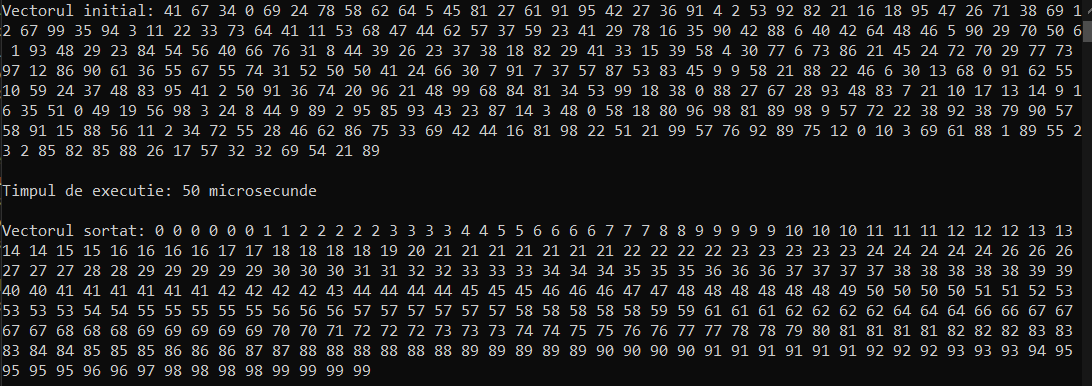 Vectorul initial: 41 67 34 0 69 24 78 58 62 64 5 45 81 27 61 91 95 42 27 36 91 4 2 53 92 82 21 16 18 95 47 26 71 38 69 1
2 67 99 35 94 3 11 22 33 73 64 41 11 53 68 47 44 62 57 37 59 23 41 29 78 16 35 90 42 88 6 40 42 64 48 46 5 90 29 70 50 6
1 93 48 29 23 84 54 56 40 66 76 31 8 44 39 26 23 37 38 18 82 29 41 33 15 39 58 4 30 77 6 73 86 21 45 24 72 70 29 77 73
97 12 86 90 61 36 55 67 55 74 31 52 50 50 41 24 66 30 7 91 7 37 57 87 53 83 45 9 9 58 21 88 22 46 6 30 13 68 0 91 62 55
10 59 24 37 48 83 95 41 2 50 91 36 74 20 96 21 48 99 68 84 81 34 53 99 18 38 0 88 27 67 28 93 48 83 7 21 10 17 13 14 9 1
6 35 51 0 49 19 56 98 3 24 8 44 9 89 2 95 85 93 43 23 87 14 3 48 0 58 18 80 96 98 81 89 98 9 57 72 22 38 92 38 79 90 57
58 91 15 88 56 11 2 34 72 55 28 46 62 86 75 33 69 42 44 16 81 98 22 51 21 99 57 76 92 89 75 12 0 10 3 69 61 88 1 89 55 2
3 2 85 82 85 88 26 17 57 32 32 69 54 21 89
Timpul de executie: 50 microsecunde
Vectorul sortat: 0 0 0 0 0 0 1 1 2 2 2 2 2 3 3 3 3 4 4 5 5 6 6 6 6 7 7 7 8 8 9 9 9 9 9 10 10 10 11 11 11 12 12 12 13 13
14 14 15 15 16 16 16 16 17 17 18 18 18 18 19 20 21 21 21 21 21 21 21 22 22 22 22 23 23 23 23 23 24 24 24 24 24 26 26 26
27 27 27 28 28 29 29 29 29 29 30 30 30 31 31 32 32 33 33 33 34 34 34 35 35 35 36 36 36 37 37 37 37 38 38 38 38 38 39 39
40 40 41 41 41 41 41 41 42 42 42 42 43 44 44 44 44 45 45 45 46 46 46 47 47 48 48 48 48 48 48 49 50 50 50 50 51 51 52 53
53 53 53 54 54 55 55 55 55 55 56 56 56 57 57 57 57 57 57 58 58 58 58 58 59 59 61 61 61 62 62 62 62 64 64 64 66 66 67 67
67 67 68 68 68 69 69 69 69 69 69 70 70 71 72 72 72 73 73 73 74 74 75 75 76 76 77 77 78 78 79 80 81 81 81 81 82 82 82 83 83
83 84 84 85 85 85 86 86 86 87 87 88 88 88 88 88 88 89 89 89 89 89 89 90 90 90 90 91 91 91 91 91 91 92 92 92 93 93 93 94 95
95 95 95 96 96 97 98 98 98 98 99 99 99 99